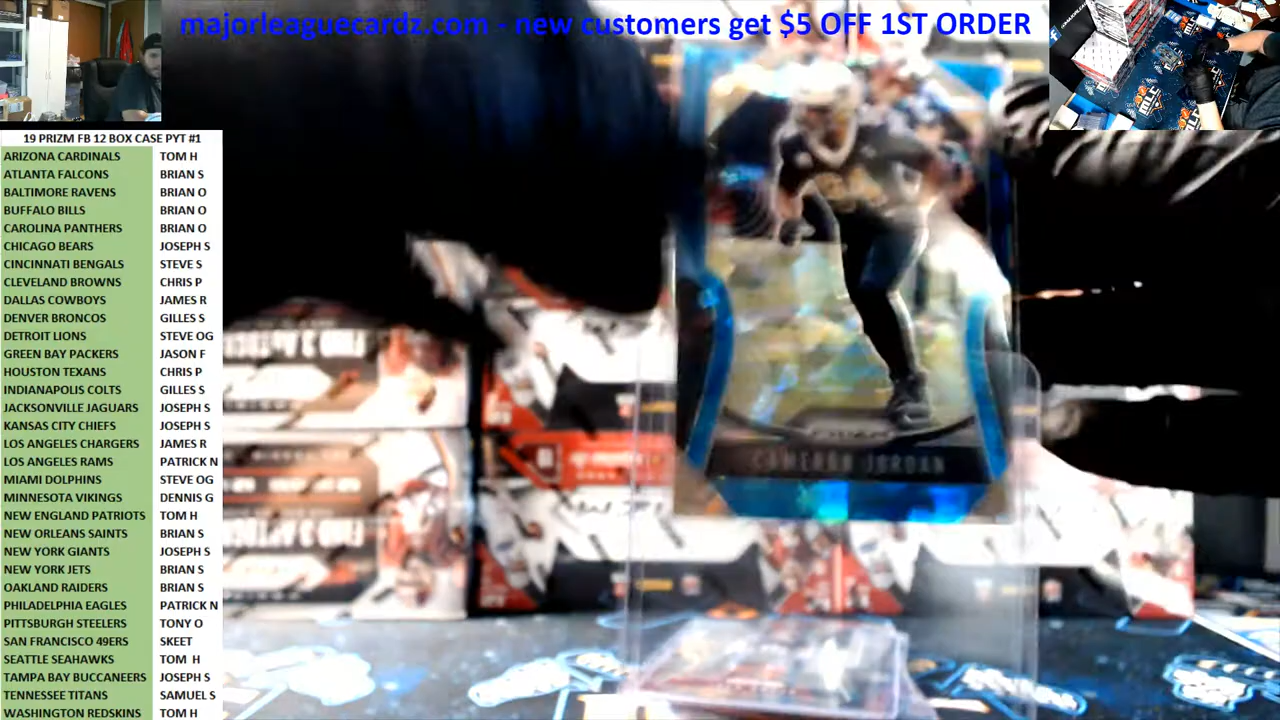 majorleaguecardz.com - new customers get $5 OFF 1ST ORDER
19 PRIZM FB 12 BOX CASE PYT #1
ARIZONA CARDINALS TOM H
ATLANTA FALCONS BRIAN S
BALTIMORE RAVENS BRIAN O
BUFFALO BILLS BRIAN O
CAROLINA PANTHERS BRIAN O
CHICAGO BEARS JOSEPH S
CINCINNATI BENGALS STEVE S
CLEVELAND BROWNS CHRIS P
DALLAS COWBOYS JAMES R
DENVER BRONCOS GILLES S
DETROIT LIONS STEVE OG
GREEN BAY PACKERS JASON F
HOUSTON TEXANS CHRIS P
INDIANAPOLIS COLTS GILLES S
JACKSONVILLE JAGUARS JOSEPH S
KANSAS CITY CHIEFS JOSEPH S
LOS ANGELES CHARGERS JAMES R
LOS ANGELES RAMS PATRICK N
MIAMI DOLPHINS STEVE OG
MINNESOTA VIKINGS DENNIS G
NEW ENGLAND PATRIOTS TOM H
NEW ORLEANS SAINTS BRIAN S
NEW YORK GIANTS JOSEPH S
NEW YORK JETS BRIAN S
OAKLAND RAIDERS BRIAN S
PHILADELPHIA EAGLES PATRICK N
PITTSBURGH STEELERS TONY O
SAN FRANCISCO 49ERS SKEET
SEATTLE SEAHAWKS TOM H
TAMPA BAY BUCCANEERS JOSEPH S
TENNESSEE TITANS SAMUEL S
WASHINGTON REDSKINS TOM H
MLC
CAMERON JORDAN